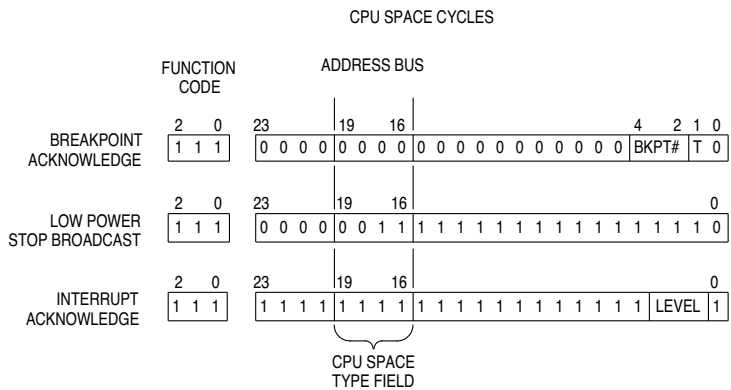 CPU SPACE CYCLES
FUNCTION
CODE
ADDRESS BUS
2 0 23 19 16 4 2 1 0
BREAKPOINT
ACKNOWLEDGE
1 1 1 0 0 0 0 0 0 0 0 0 0 0 0 0 0 0 0 0 0 0 BKPT# T 0
2 0 23 19 16 0
LOW POWER
STOP BROADCAST
1 1 1 0 0 0 0 0 0 1 1 1 1 1 1 1 1 1 1 1 1 1 1 1 1 1 0
2 0 23 19 16 0
INTERRUPT
ACKNOWLEDGE
1 1 1 1 1 1 1 1 1 1 1 1 1 1 1 1 1 1 1 1 1 1 1 LEVEL 1
CPU SPACE
TYPE FIELD